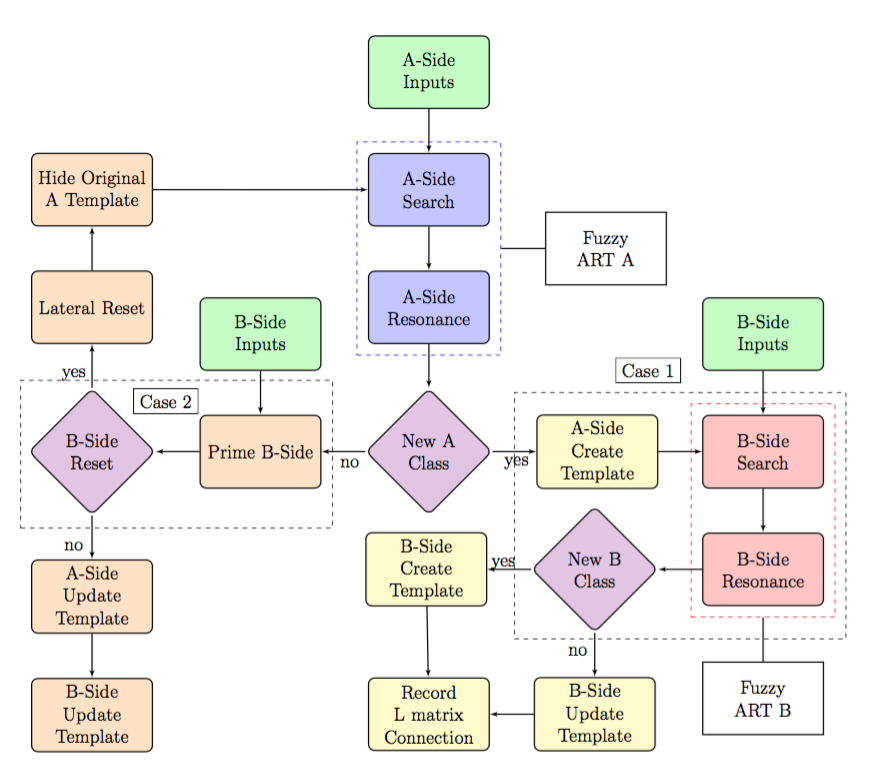 A-Side
Inputs
Hide Original
A Template
A-Side
Search
Fuzzy
ART A
Lateral Reset
B-Side
Inputs
A-Side
Resonance
B-Side
Inputs
yes
Case 1
Case 2
B-Side
Reset
Prime B-Side
no
New A
Class
yes
A-Side
Create
Template
B-Side
Search
no
A-Side
Update
Template
B-Side
Create
Template
yes
New B
Class
B-Side
Resonance
no
B-Side
Update
Template
Record
L matrix
Connection
B-Side
Update
Template
Fuzzy
ART B